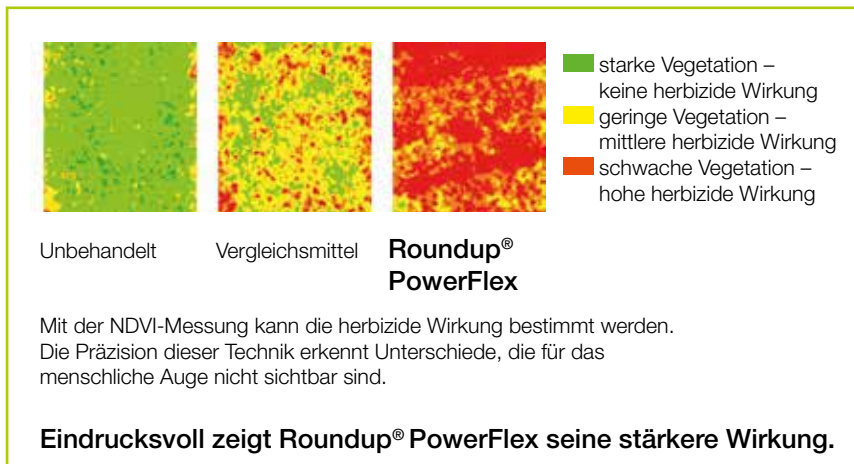 starke Vegetation –
keine herbizide Wirkung
geringe Vegetation –
mittlere herbizide Wirkung
schwache Vegetation –
hohe herbizide Wirkung
Unbehandelt
Vergleichsmittel
Roundup®
PowerFlex
Mit der NDVI-Messung kann die herbizide Wirkung bestimmt werden.
Die Präzision dieser Technik erkennt Unterschiede, die für das
menschliche Auge nicht sichtbar sind.
Eindrucksvoll zeigt Roundup® PowerFlex seine stärkere Wirkung.